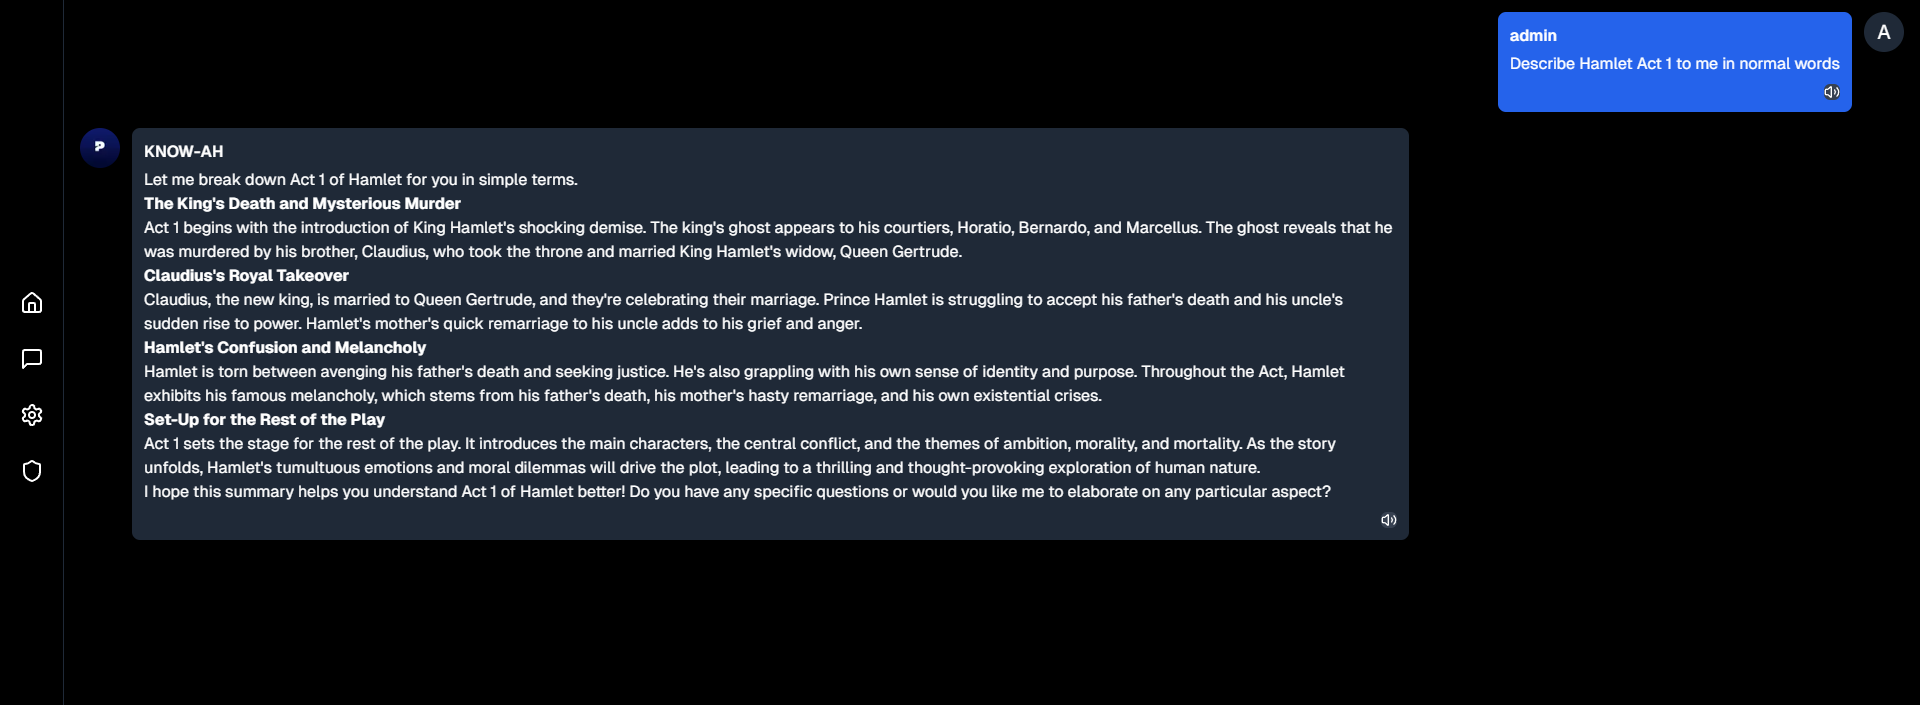 admin
A
Describe Hamlet Act 1 to me in normal words
P
KNOW-AH
Let me break down Act 1 of Hamlet for you in simple terms.
The King's Death and Mysterious Murder
Act 1 begins with the introduction of King Hamlet's shocking demise. The king's ghost appears to his courtiers, Horatio, Bernardo, and Marcellus. The ghost reveals that he
was murdered by his brother, Claudius, who took the throne and married King Hamlet's widow, Queen Gertrude.
Claudius's Royal Takeover
Claudius, the new king, is married to Queen Gertrude, and they're celebrating their marriage. Prince Hamlet is struggling to accept his father's death and his uncle's
sudden rise to power. Hamlet's mother's quick remarriage to his uncle adds to his grief and anger.
Hamlet's Confusion and Melancholy
Hamlet is torn between avenging his father's death and seeking justice. He's also grappling with his own sense of identity and purpose. Throughout the Act, Hamlet
exhibits his famous melancholy, which stems from his father's death, his mother's hasty remarriage, and his own existential crises.
Set-Up for the Rest of the Play
Act 1 sets the stage for the rest of the play. It introduces the main characters, the central conflict, and the themes of ambition, morality, and mortality. As the story
unfolds, Hamlet's tumultuous emotions and moral dilemmas will drive the plot, leading to a thrilling and thought-provoking exploration of human nature.
I hope this summary helps you understand Act 1 of Hamlet better! Do you have any specific questions or would you like me to elaborate on any particular aspect?